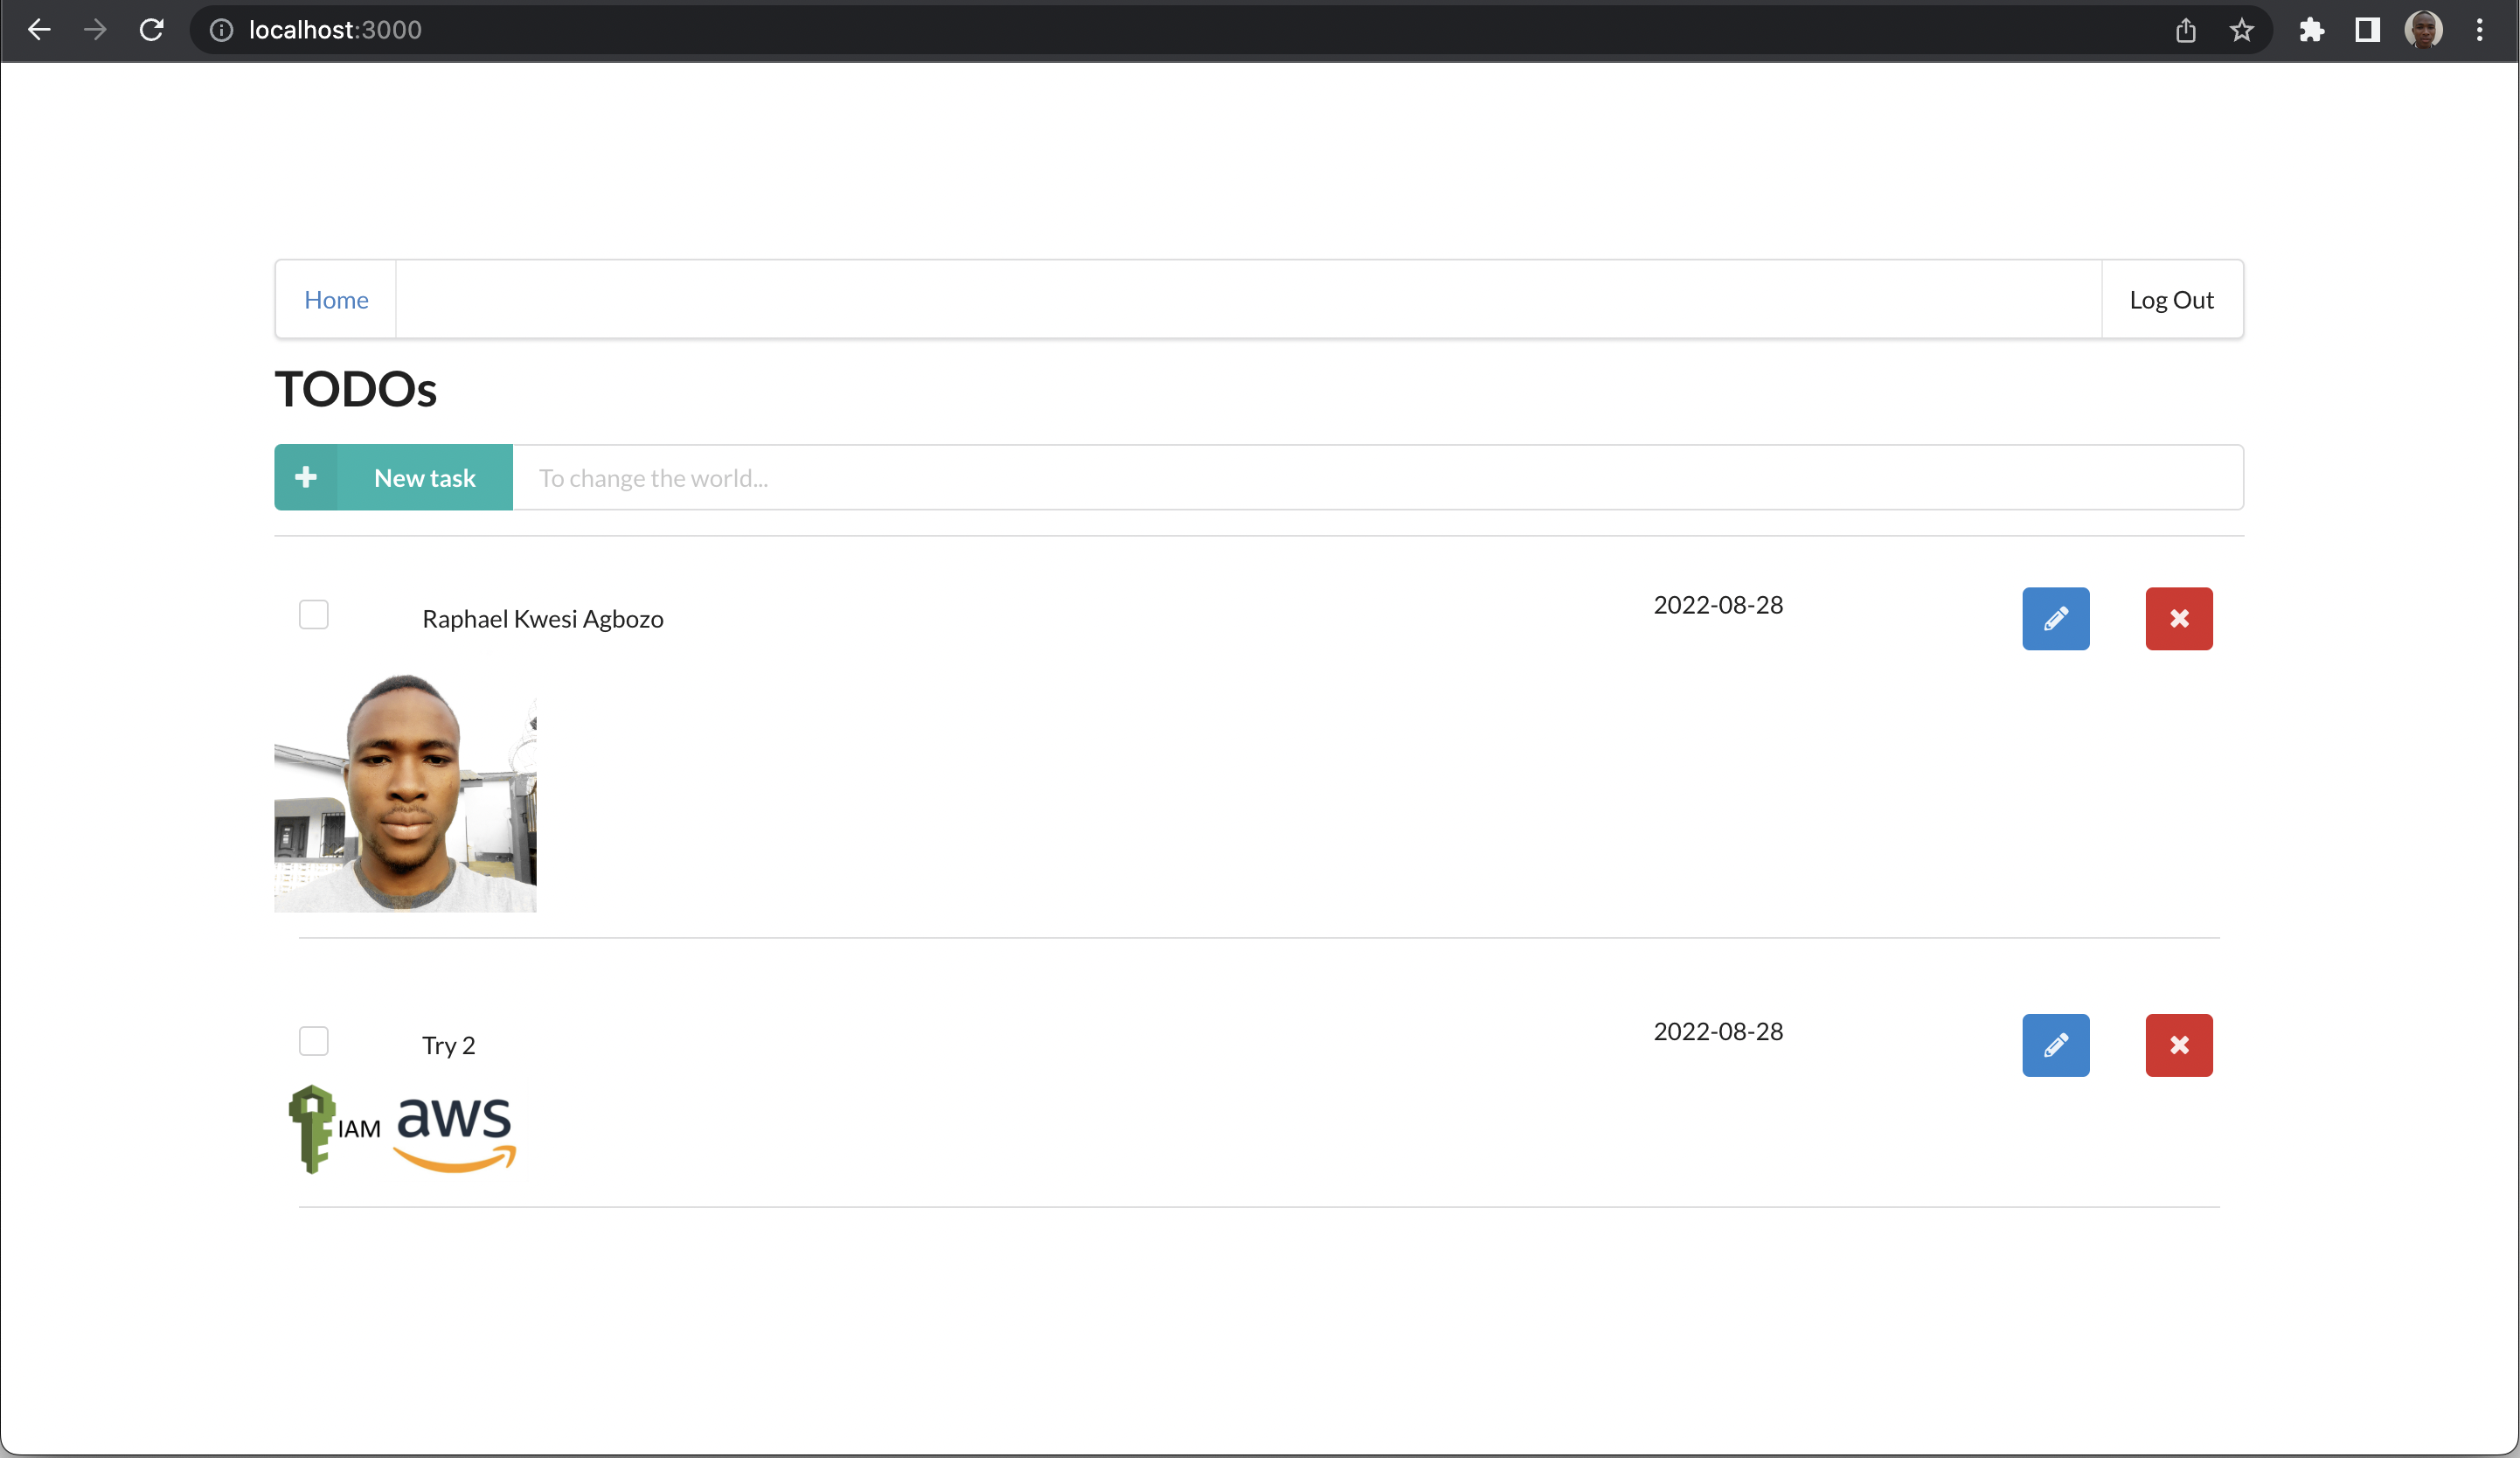 localhost:3000
Home
Log Out
TODOs
New task
To change the world...
Raphael Kwesi Agbozo
2022-08-28
Try 2
2022-08-28
IAM
aws